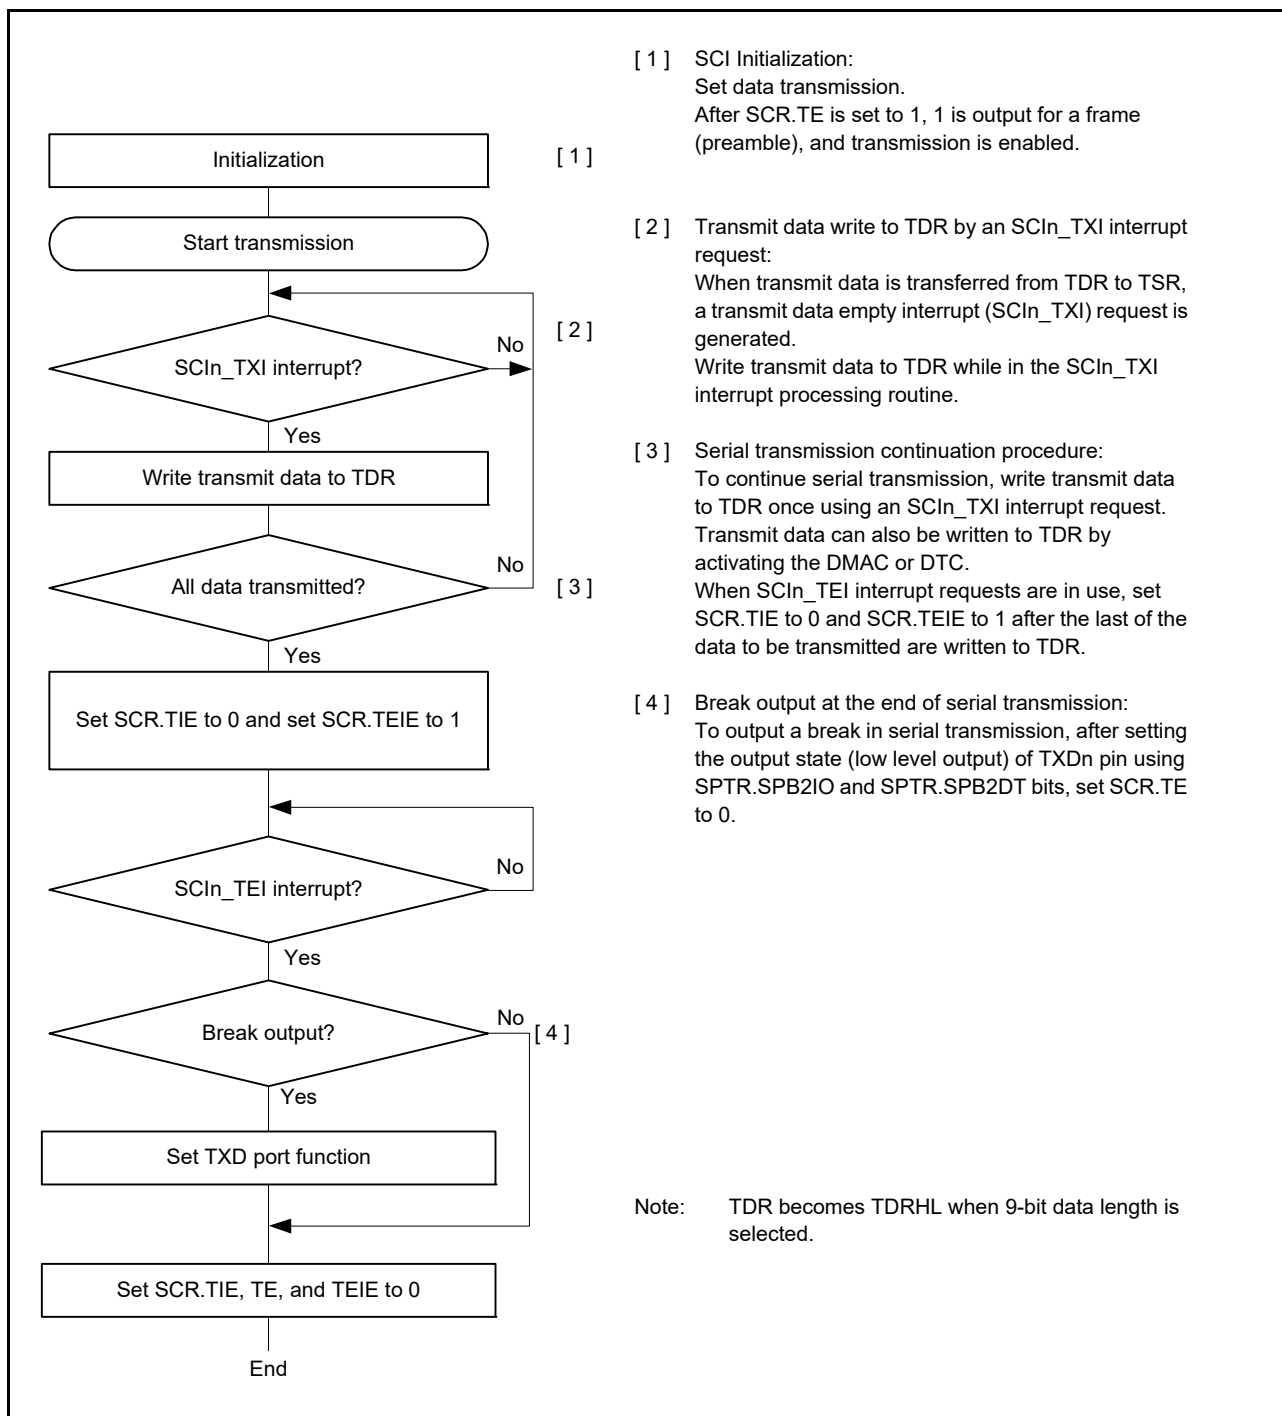 Initialization
[ 1 ]
Start transmission
SCIn_TXI interrupt?
No
[ 2 ]
Yes
Write transmit data to TDR
All data transmitted?
No
[ 3 ]
Yes
Set SCR.TIE to 0 and set SCR.TEIE to 1
SCIn_TEI interrupt?
No
Yes
Break output?
No
[ 4 ]
Yes
Set TXD port function
Set SCR.TIE, TE, and TEIE to 0
End
[ 1 ] SCI Initialization:
Set data transmission.
After SCR.TE is set to 1, 1 is output for a frame
(preamble), and transmission is enabled.
[ 2 ] Transmit data write to TDR by an SCIn_TXI interrupt
request:
When transmit data is transferred from TDR to TSR,
a transmit data empty interrupt (SCIn_TXI) request is
generated.
Write transmit data to TDR while in the SCIn_TXI
interrupt processing routine.
[ 3 ] Serial transmission continuation procedure:
To continue serial transmission, write transmit data
to TDR once using an SCIn_TXI interrupt request.
Transmit data can also be written to TDR by
activating the DMAC or DTC.
When SCIn_TEI interrupt requests are in use, set
SCR.TIE to 0 and SCR.TEIE to 1 after the last of the
data to be transmitted are written to TDR.
[ 4 ] Break output at the end of serial transmission:
To output a break in serial transmission, after setting
the output state (low level output) of TXDn pin using
SPTR.SPB2IO and SPTR.SPB2DT bits, set SCR.TE
to 0.
Note: TDR becomes TDRHL when 9-bit data length is
selected.